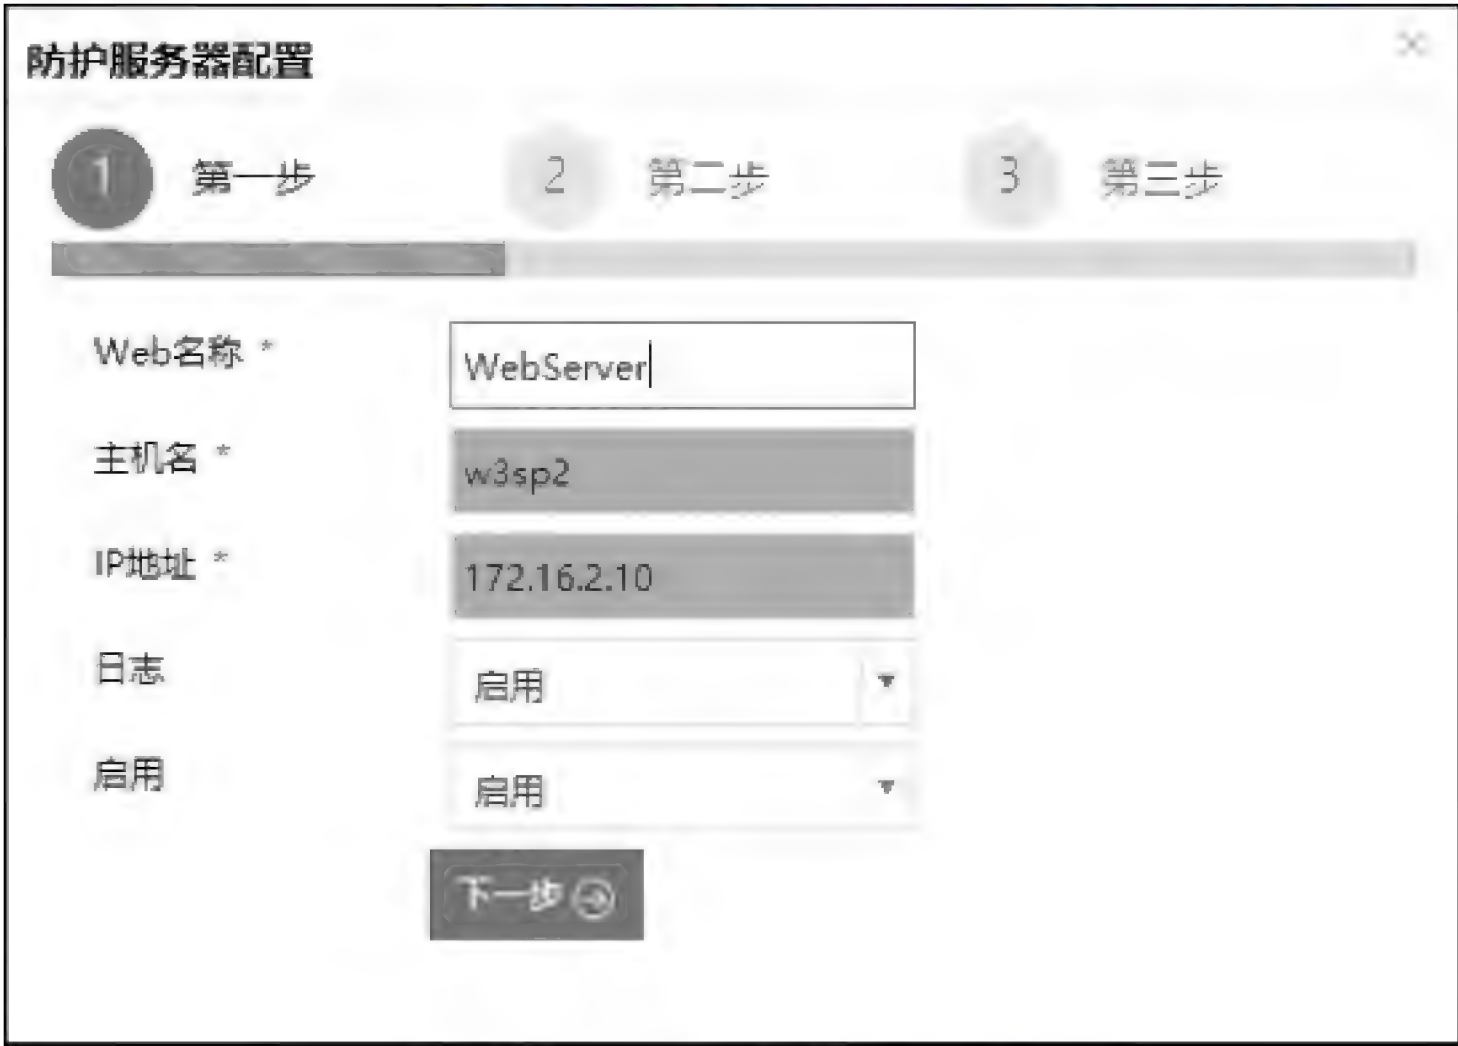 防护服务器配置
1 第一步 2 第二步 3 第三步
Web名称 * WebServer
主机名 * w3sp2
IP地址 * 172.16.2.10
日志 启用
启用 启用
下一步